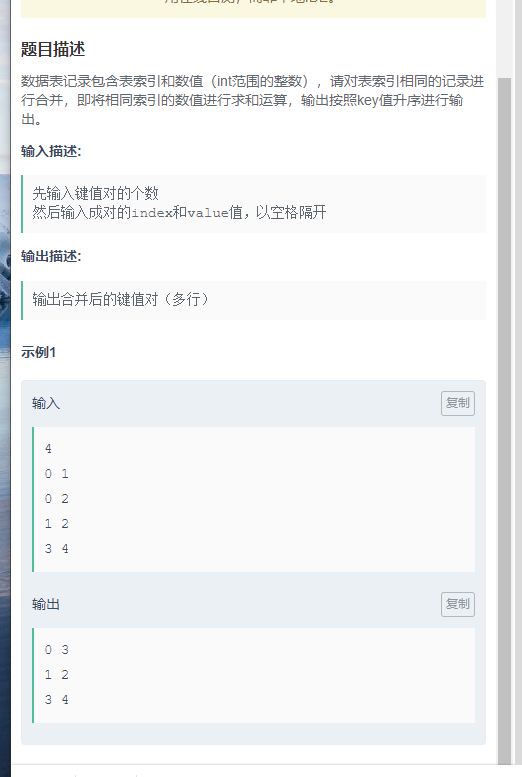 题目描述
数据表记录包含表索引和数值（int范围的整数），请对表索引相同的记录进
行合并，即将相同索引的数值进行求和运算，输出按照key值升序进行输
出。
输入描述:
先输入键值对的个数
然后输入成对的index和value值，以空格隔开
输出描述:
输出合并后的键值对（多行）
示例1
输入
复制
4
0 1
0 2
1 2
3 4
输出
复制
0 3
1 2
3 4